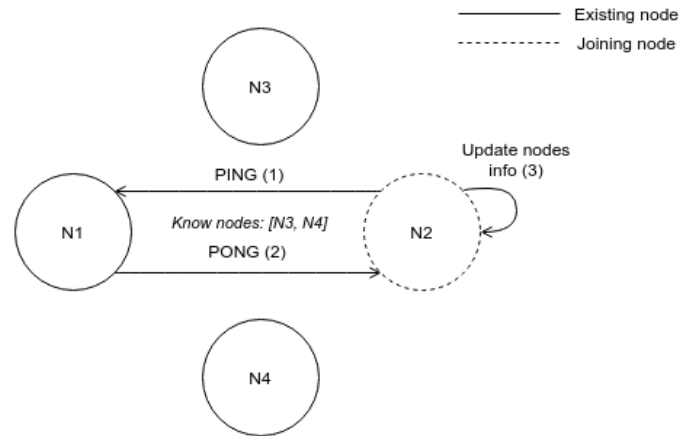 Existing node
Joining node
N3
Update nodes
info (3)
PING (1)
N1
Know nodes: [N3, N4]
N2
PONG (2)
N4